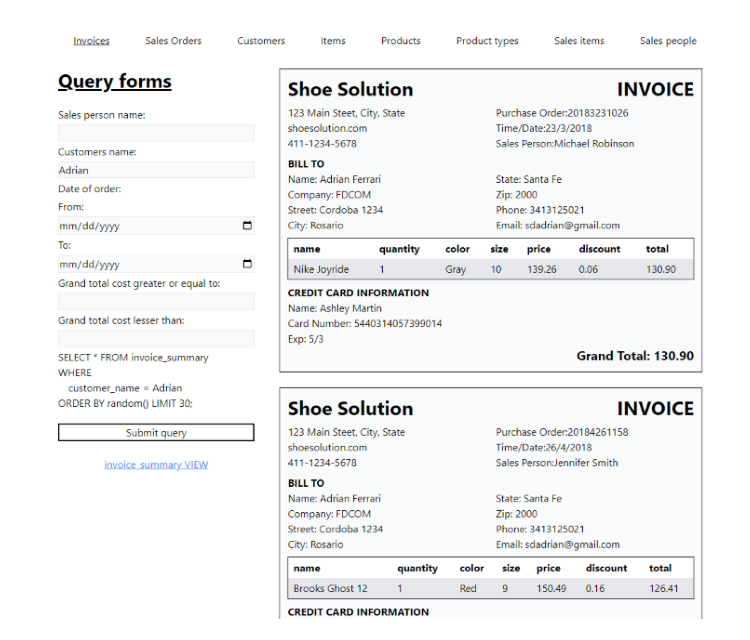 Invoices Sales Orders Customers Items Products Product types Sales items Sales people
Query forms
Sales person name:
Customers name:
Adrian
Date of order:
From:
mm/dd/yyyy
To:
mm/dd/yyyy
Grand total cost greater or equal to:
Grand total cost lesser than:
SELECT * FROM invoice_summary
WHERE
customer_name = Adrian
ORDER BY random() LIMIT 30;
Submit query
invoice_summary VIEW
Shoe Solution INVOICE
123 Main Steet, City, State Purchase Order:20183231026
shoesolution.com Time/Date:23/3/2018
411-1234-5678 Sales Person:Michael Robinson
BILL TO
Name: Adrian Ferrari State: Santa Fe
Company: FDCOM Zip: 2000
Street: Cordoba 1234 Phone: 3413125021
City: Rosario Email: sdadrian@gmail.com
name quantity color size price discount total
Nike Joyride 1 Gray 10 139.26 0.06 130.90
CREDIT CARD INFORMATION
Name: Ashley Martin
Card Number: 5440314057399014
Exp: 5/3
Grand Total: 130.90
Shoe Solution INVOICE
123 Main Steet, City, State Purchase Order:20184261158
shoesolution.com Time/Date:26/4/2018
411-1234-5678 Sales Person:Jennifer Smith
BILL TO
Name: Adrian Ferrari State: Santa Fe
Company: FDCOM Zip: 2000
Street: Cordoba 1234 Phone: 3413125021
City: Rosario Email: sdadrian@gmail.com
name quantity color size price discount total
Brooks Ghost 12 1 Red 9 150.49 0.16 126.41
CREDIT CARD INFORMATION